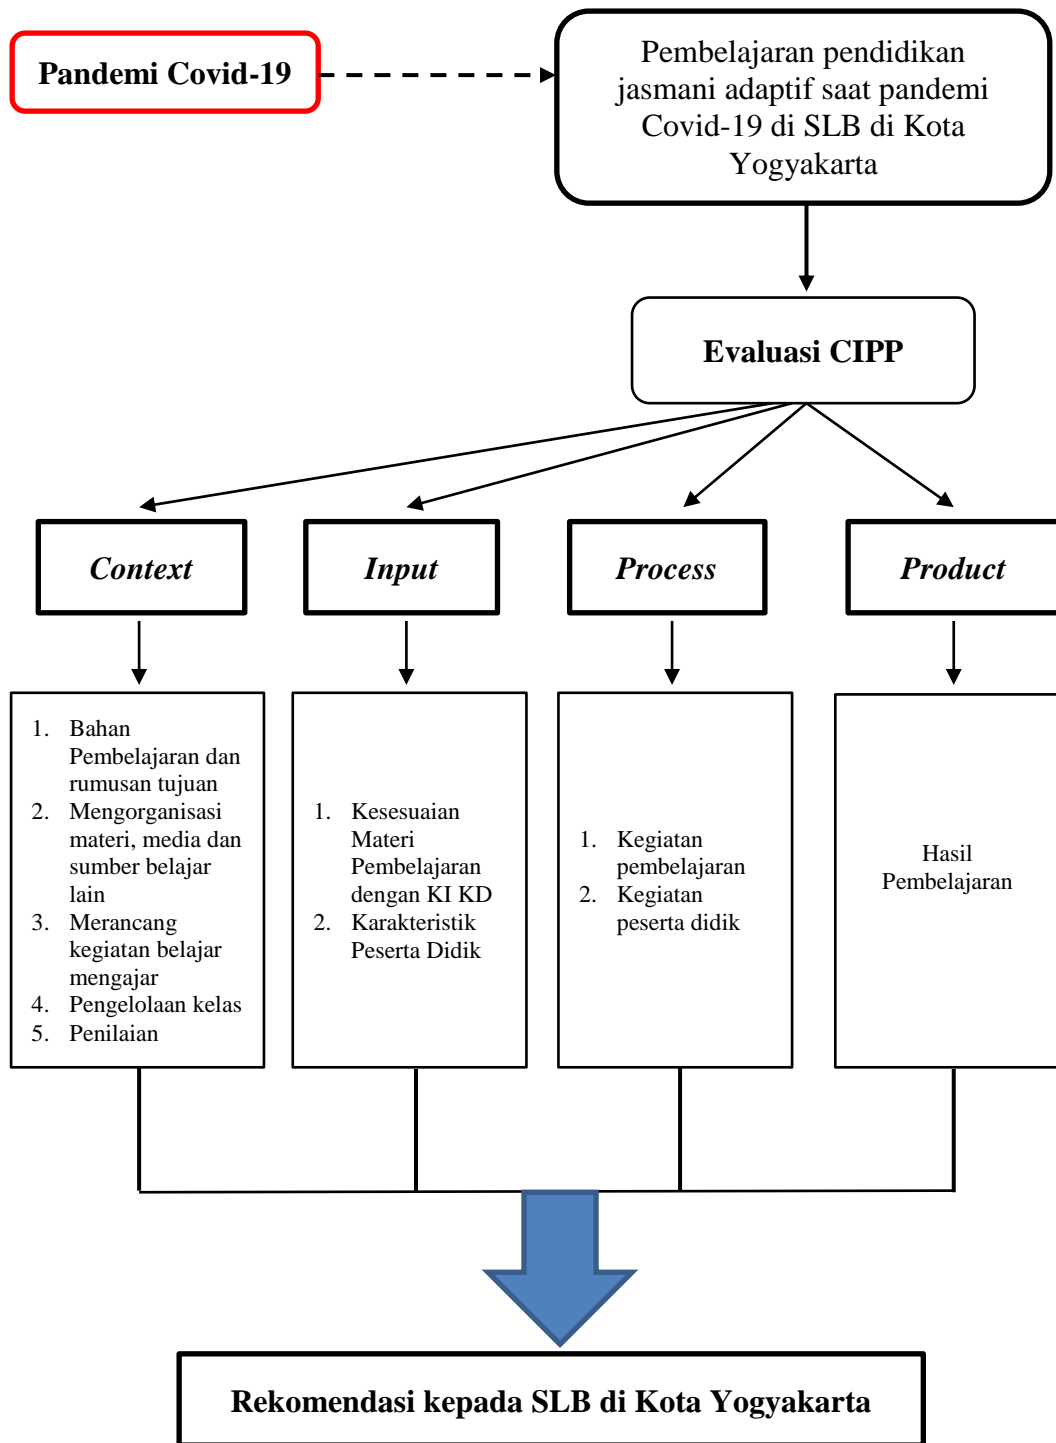 Pandemi Covid-19
Pembelajaran pendidikan
jasmani adaptif saat pandemi
Covid-19 di SLB di Kota
Yogyakarta
Evaluasi CIPP
Context
Input
Process
Product
1. Bahan
Pembelajaran dan
rumusan tujuan
2. Mengorganisasi
materi, media dan
sumber belajar
lain
3. Merancang
kegiatan belajar
mengajar
4. Pengelolaan kelas
5. Penilaian
1. Kesesuaian
Materi
Pembelajaran
dengan KI KD
2. Karakteristik
Peserta Didik
1. Kegiatan
pembelajaran
2. Kegiatan
peserta didik
Hasil
Pembelajaran
Rekomendasi kepada SLB di Kota Yogyakarta